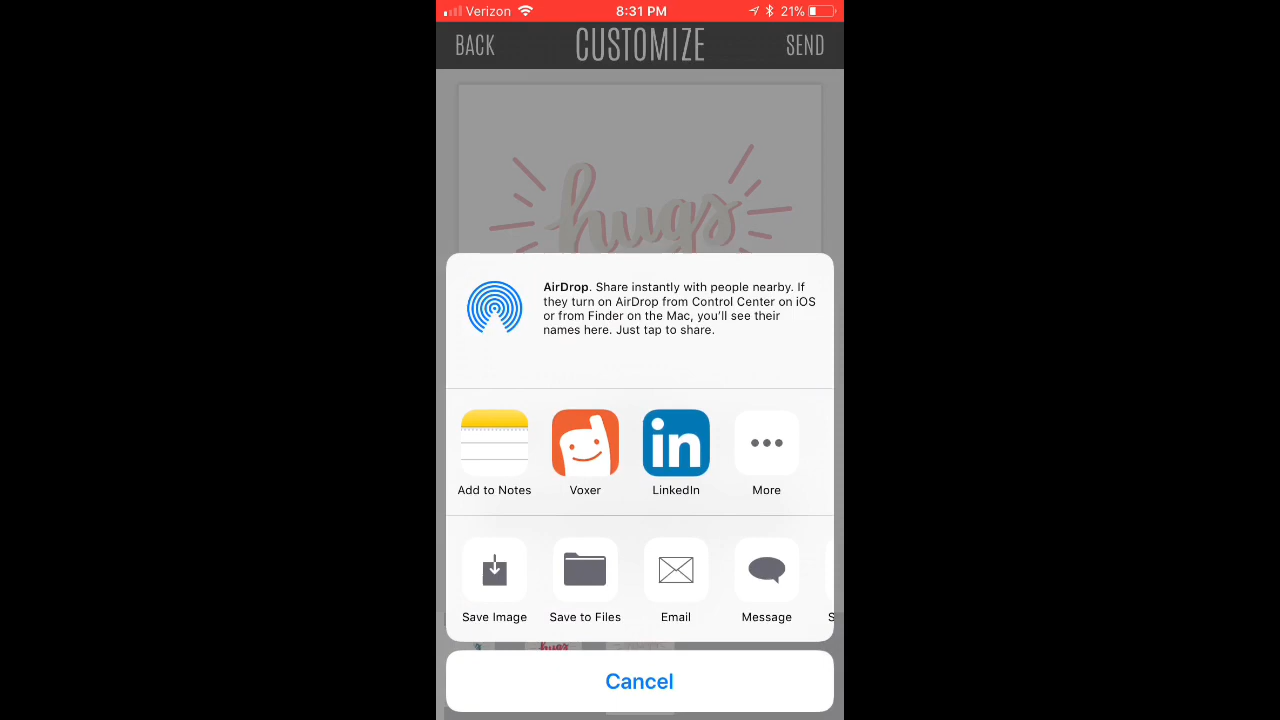 Verizon 8:31 PM 21%
BACK CUSTOMIZE SEND
hugs
AirDrop. Share instantly with people nearby. If
they turn on AirDrop from Control Center on iOS
or from Finder on the Mac, you'll see their
names here. Just tap to share.
in
Add to Notes Voxer LinkedIn More
Save Image Save to Files Email Message S
hugs
Cancel